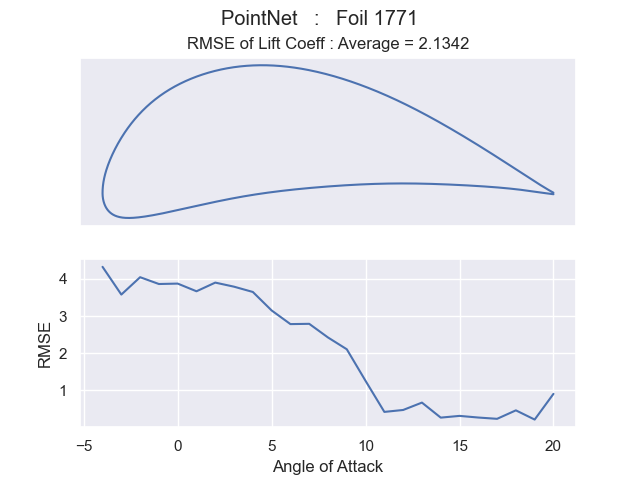 PointNet   :   Foil 1771
RMSE of Lift Coeff : Average = 2.1342
4
3
2
1
RMSE
−5
0
5
10
15
20
Angle of Attack